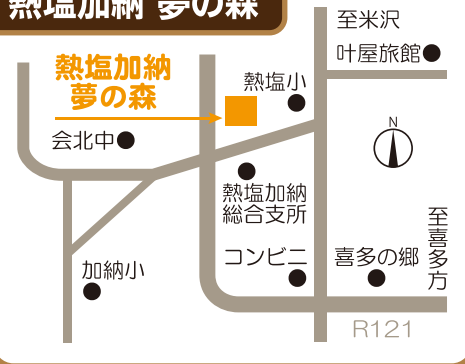 熱塩加納 夢の森
至米沢
叶屋旅館
熱塩加納
夢の森
熱塩小
会北中
N
熱塩加納
総合支所
至喜多方
コンビニ
喜多の郷
加納小
R121